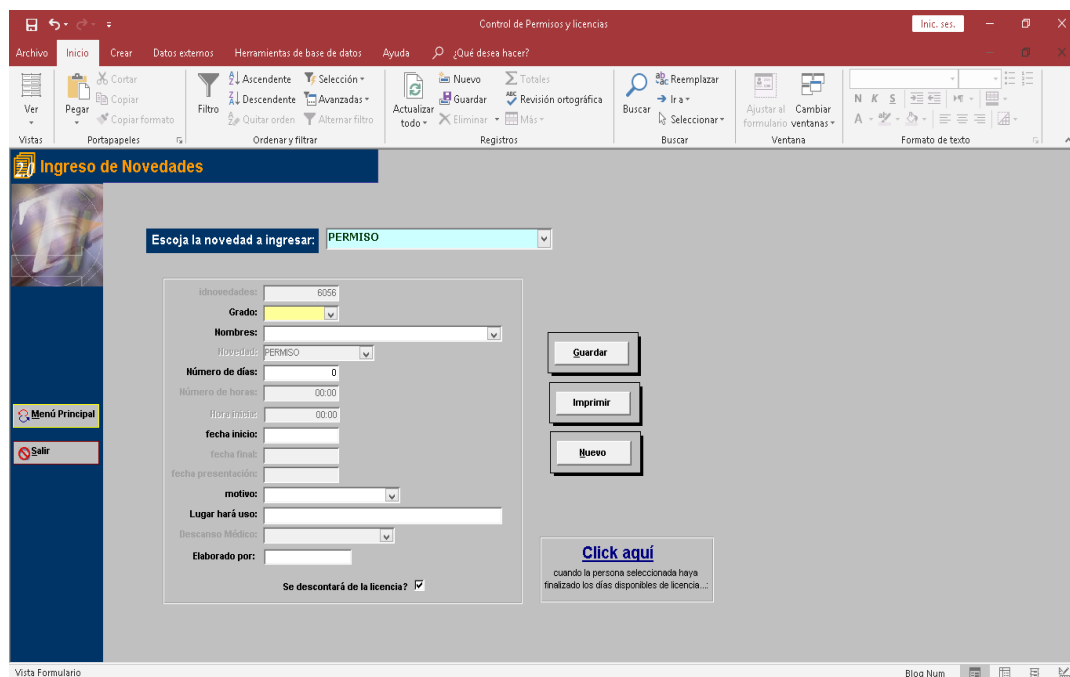 Control de Permisos y licencias
Inic. ses.
Archivo Inicio Crear Datos externos Herramientas de base de datos Ayuda ¿Qué desea hacer?
Ver
Vistas
Pegar
Cortar
Copiar
Copiar formato
Portapapeles
Filtro
Ascendente
Descendente
Quitar orden
Selección
Avanzadas
Alternar filtro
Ordenar y filtrar
Actualizar todo
Nuevo
Guardar
Eliminar
Totales
Revisión ortográfica
Más
Registros
Buscar
Reemplazar
Ir a
Seleccionar
Buscar
Ajustar al formulario
Cambiar ventanas
Ventana
N K S
A
Formato de texto
Ingreso de Novedades
Escoja la novedad a ingresar: PERMISO
idnovedades: 6056
Grado:
Nombres:
Novedad: PERMISO
Número de días: 0
Número de horas: 00:00
Hora inicia: 00:00
fecha inicio:
fecha final:
fecha presentación:
motivo:
Lugar hará uso:
Descanso Médico:
Elaborado por:
Se descontará de la licencia?
Guardar
Imprimir
Nuevo
Menú Principal
Salir
Click aquí
cuando la persona seleccionada haya
finalizado los días disponibles de licencia...:
Vista Formulario
Bloq Num